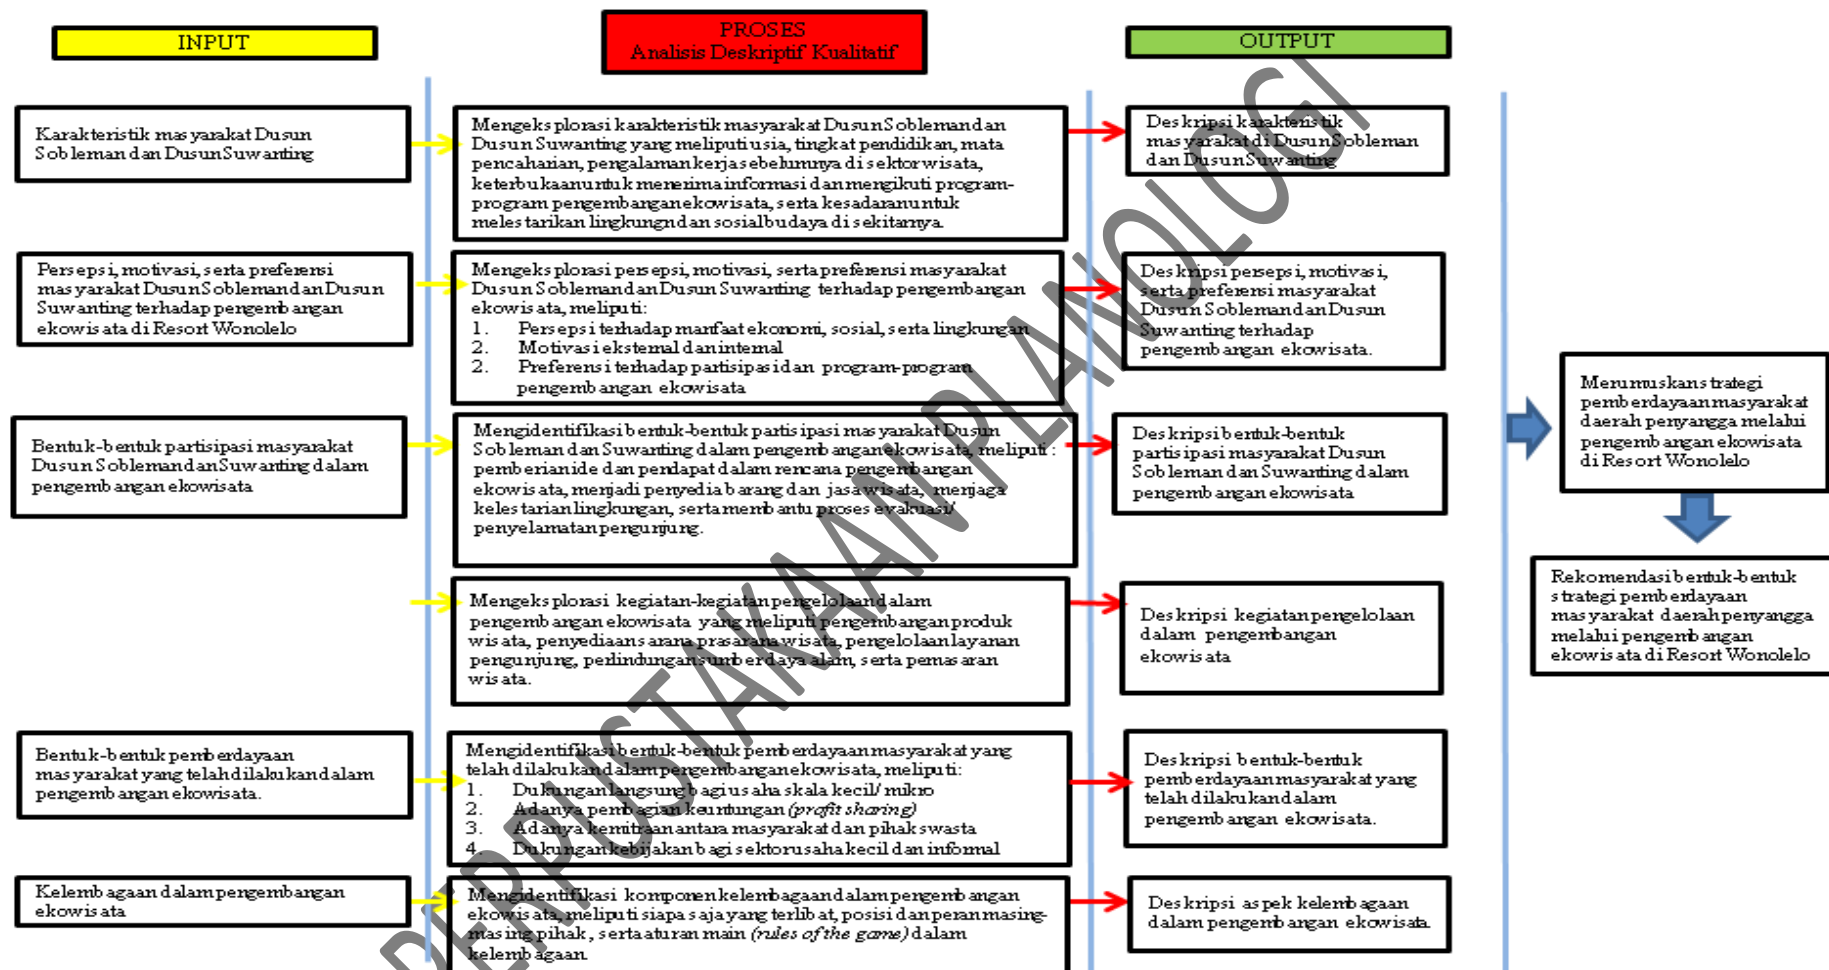 INPUT
PROSES
Analisis Deskriptif Kualitatif
OUTPUT
Karakteristik masyarakat Dusun
Sobleman dan Dusun Suwanting
Mengeksplorasi karakteristik masyarakat Dusun Sobleman dan
Dusun Suwanting yang meliputi usia, tingkat pendidikan, mata
pencaharian, pengalaman kerja sebelumnya di sektor wisata,
keterbukaan untuk menerima informasi dan mengikuti program-
program pengembangan ekowisata, serta kesadaran untuk
melestarikan lingkungn dan sosial budaya di sekitarnya.
Deskripsi karakteristik
masyarakat di Dusun Sobleman
dan Dusun Suwanting
Persepsi, motivasi, serta preferensi
masyarakat Dusun Sobleman dan Dusun
Suwanting terhadap pengembangan
ekowisata di Resort Wonolelo
Mengeksplorasi persepsi, motivasi, serta preferensi masyarakat
Dusun Sobleman dan Dusun Suwanting terhadap pengembangan
ekowisata, meliputi:
1. Persepsi terhadap manfaat ekonomi, sosial, serta lingkungan
2. Motivasi eksternal dan internal
2. Preferensi terhadap partisipasi dan program-program
pengembangan ekowisata
Deskripsi persepsi, motivasi,
serta preferensi masyarakat
Dusun Sobleman dan Dusun
Suwanting terhadap
pengembangan ekowisata.
Bentuk-bentuk partisipasi masyarakat
Dusun Sobleman dan Suwanting dalam
pengembangan ekowisata
Mengidentifikasi bentuk-bentuk partisipasi masyarakat Dusun
Sobleman dan Suwanting dalam pengembangan ekowisata, meliputi :
pemberian ide dan pendapat dalam rencana pengembangan
ekowisata, menjadi penyedia barang dan jasa wisata, menjaga
kelestarian lingkungan, serta membantu proses evakuasi/
penyelamatan pengunjung.
Deskripsi bentuk-bentuk
partisipasi masyarakat Dusun
Sobleman dan Suwanting dalam
pengembangan ekowisata
Mengeksplorasi kegiatan-kegiatan pengelolaan dalam
pengembangan ekowisata yang meliputi pengembangan produk
wisata, penyediaan sarana prasarana wisata, pengelolaan layanan
pengunjung, perlindungan sumber daya alam, serta pemasaran
wisata.
Deskripsi kegiatan pengelolaan
dalam pengembangan
ekowisata
Bentuk-bentuk pemberdayaan
masyarakat yang telah dilakukan dalam
pengembangan ekowisata.
Mengidentifikasi bentuk-bentuk pemberdayaan masyarakat yang
telah dilakukan dalam pengembangan ekowisata, meliputi:
1. Dukungan langsung bagi usaha skala kecil/ mikro
2. Adanya pembagian keuntungan (profit sharing)
3. Adanya kemitraan antara masyarakat dan pihak swasta
4. Dukungan kebijakan bagi sektor usaha kecil dan informal
Deskripsi bentuk-bentuk
pemberdayaan masyarakat yang
telah dilakukan dalam
pengembangan ekowisata.
Kelembagaan dalam pengembangan
ekowisata
Mengidentifikasi komponen kelembagaan dalam pengembangan
ekowisata, meliputi siapa saja yang terlibat, posisi dan peran masing-
masing pihak, serta aturan main (rules of the game) dalam
kelembagaan.
Deskripsi aspek kelembagaan
dalam pengembangan ekowisata.
Merumuskan strategi
pemberdayaan masyarakat
daerah penyangga melalui
pengembangan ekowisata
di Resort Wonolelo
Rekomendasi bentuk-bentuk
strategi pemberdayaan
masyarakat daerah penyangga
melalui pengembangan
ekowisata di Resort Wonolelo
PERPUSTAKAAN PLANOLOGI